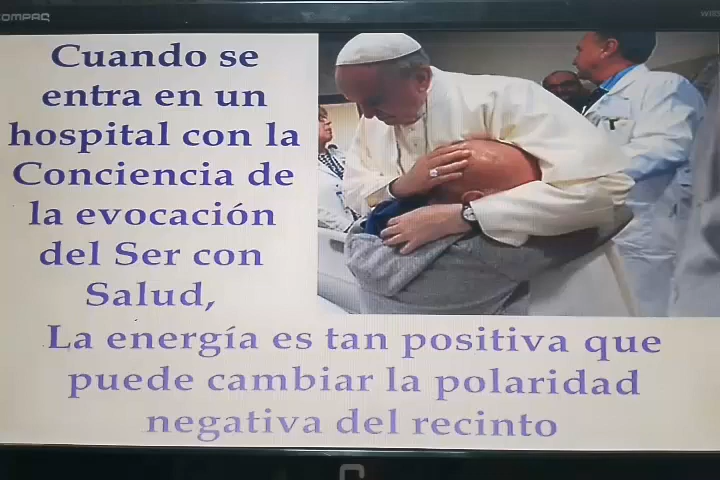 COMPAQ
Cuando se
entra en un
hospital con la
Conciencia de
la evocación
del Ser con
Salud,
La energía es tan positiva que
puede cambiar la polaridad
negativa del recinto